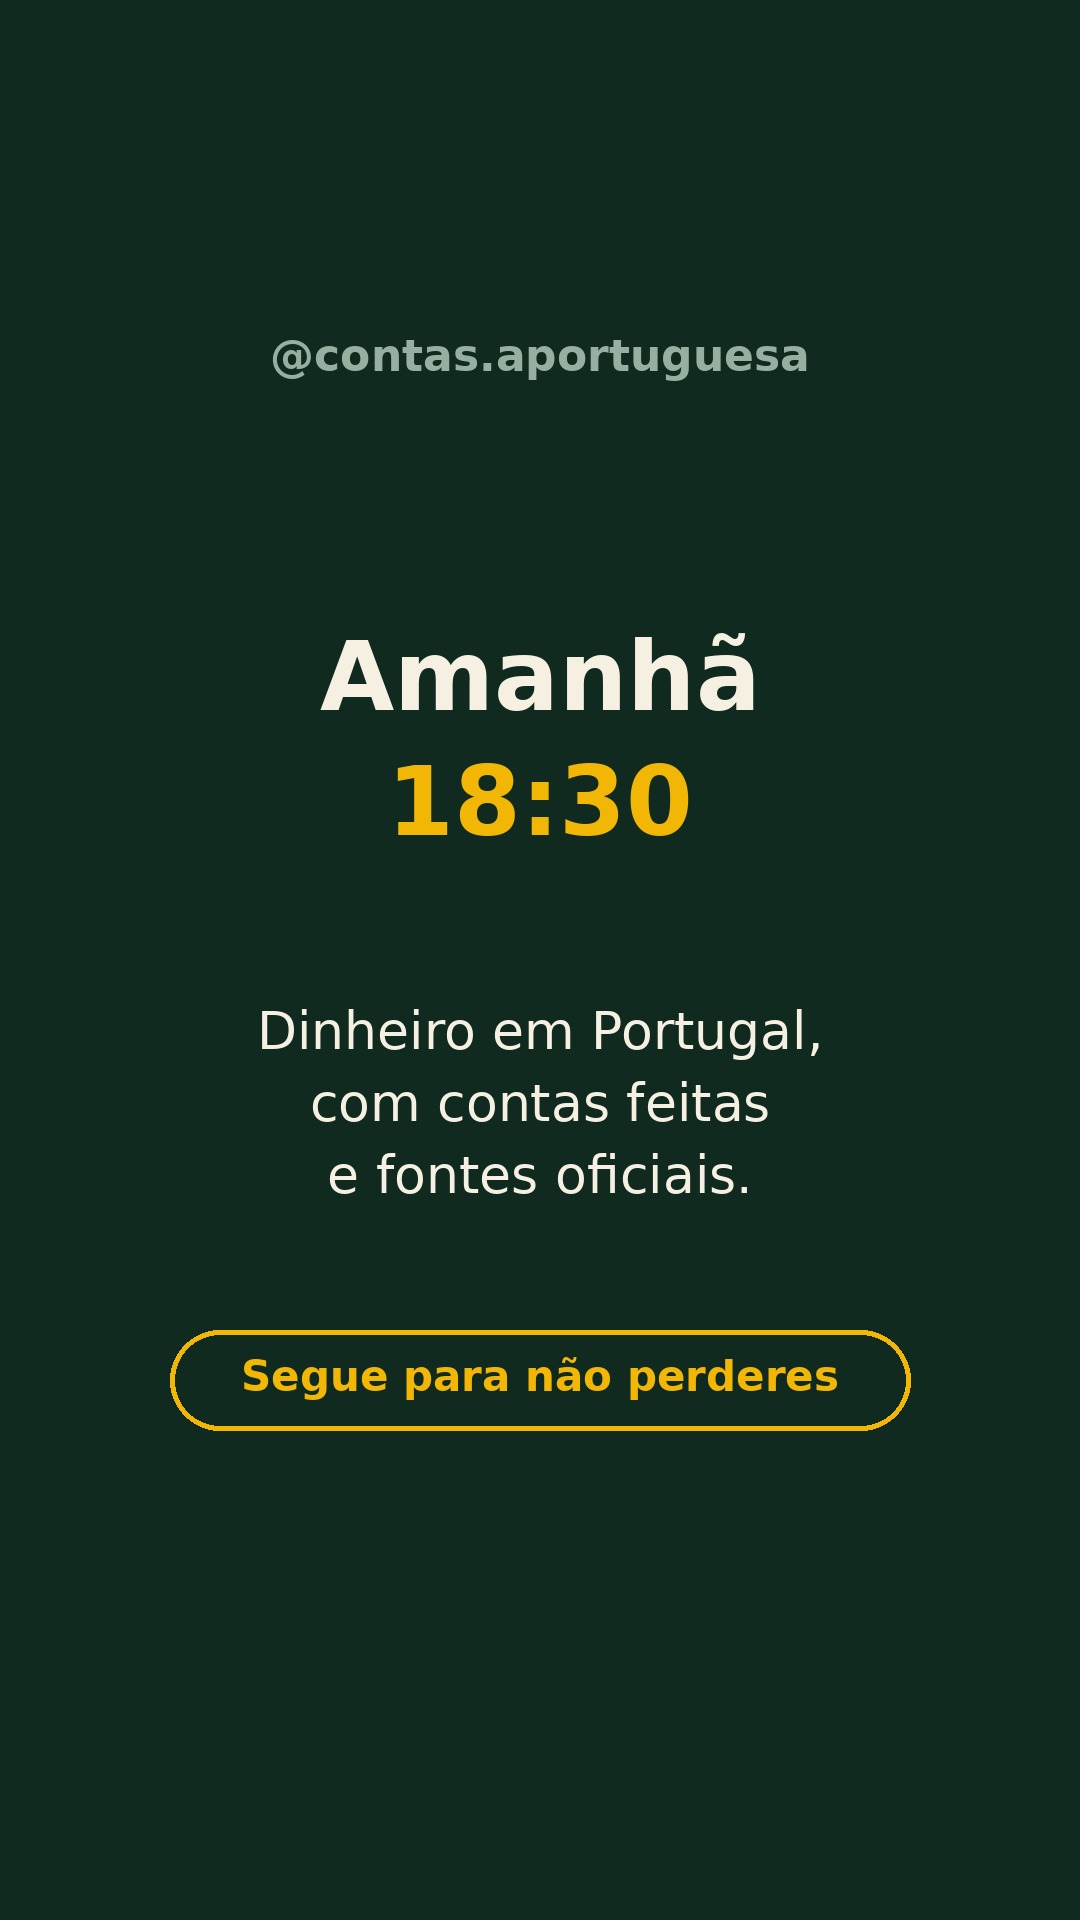 @contas.aportuguesa
Amanhã
18:30
Dinheiro em Portugal,
com contas feitas
e fontes oficiais.
Segue para não perderes